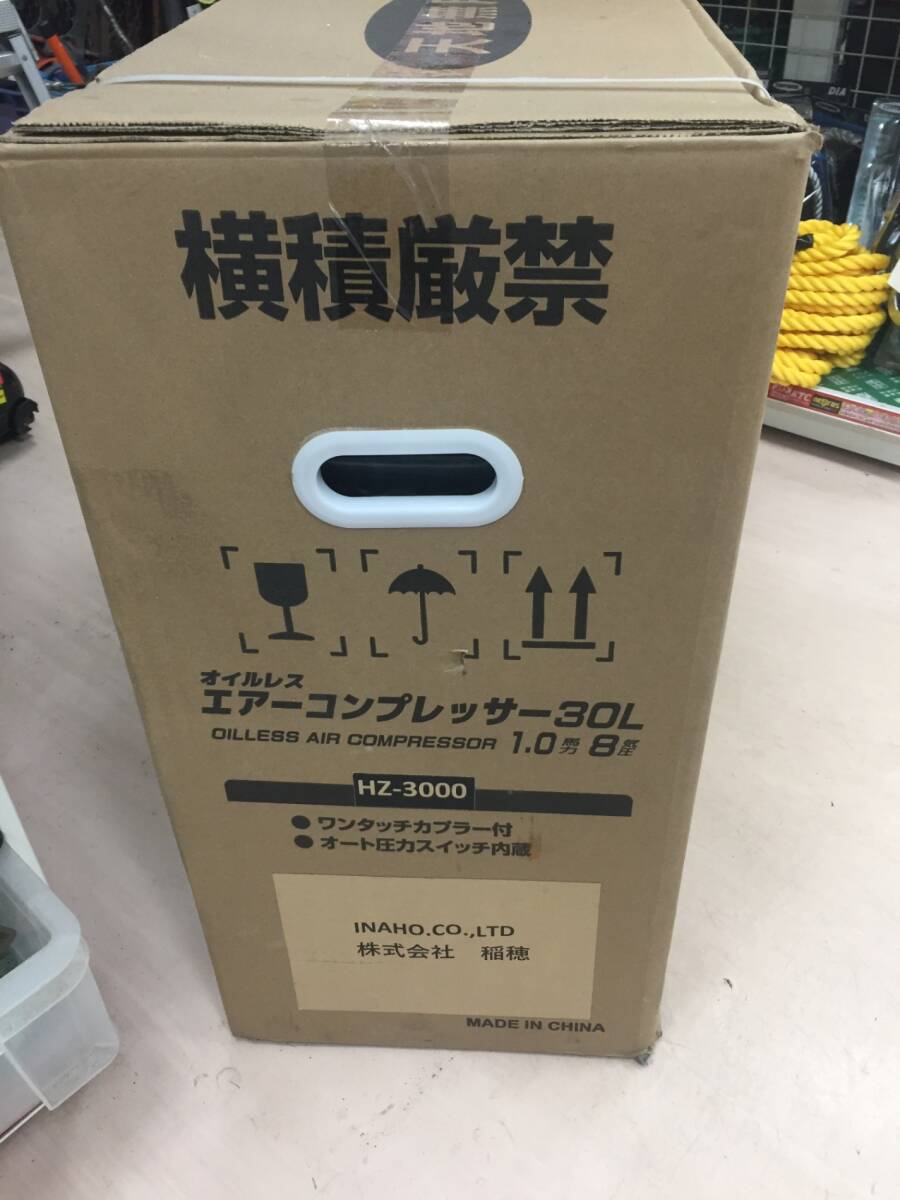 横積厳禁
オイルレス
エアーコンプレッサー30L
OILLESS AIR COMPRESSOR 1.0馬力 8気圧
HZ-3000
● ワンタッチカプラー付
● オート圧力スイッチ内蔵
INAHO.CO.,LTD
株式会社 稲穂
MADE IN CHINA
DIA